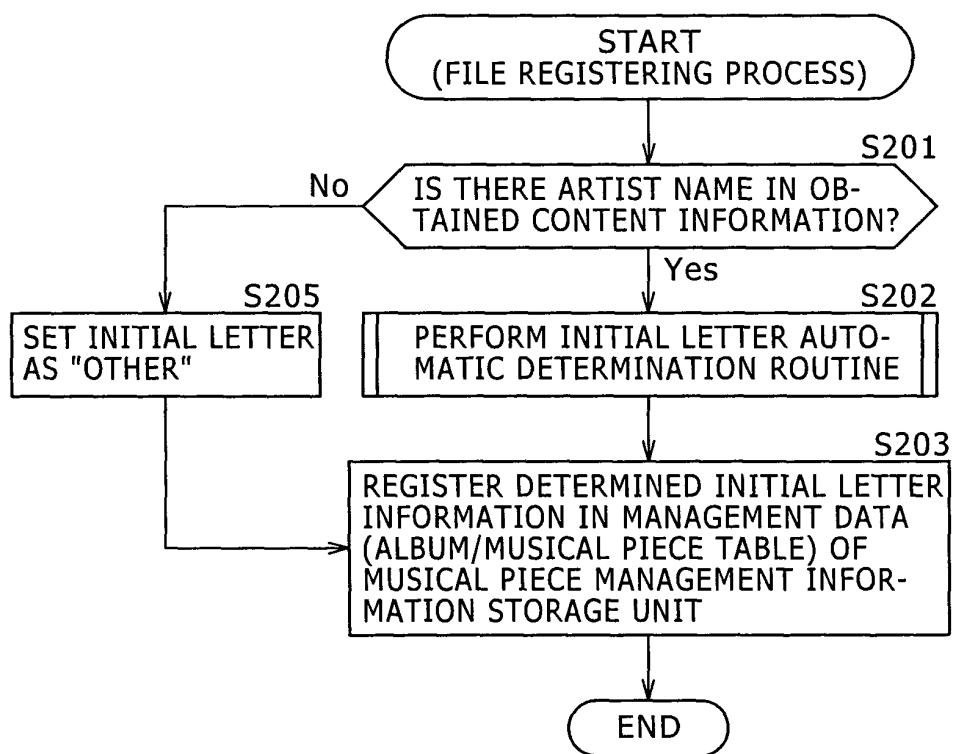 START
(FILE REGISTERING PROCESS)
S201
IS THERE ARTIST NAME IN OB-
TAINED CONTENT INFORMATION?
No
Yes
S205
SET INITIAL LETTER
AS "OTHER"
S202
PERFORM INITIAL LETTER AUTO-
MATIC DETERMINATION ROUTINE
S203
REGISTER DETERMINED INITIAL LETTER
INFORMATION IN MANAGEMENT DATA
(ALBUM/MUSICAL PIECE TABLE) OF
MUSICAL PIECE MANAGEMENT INFOR-
MATION STORAGE UNIT
END